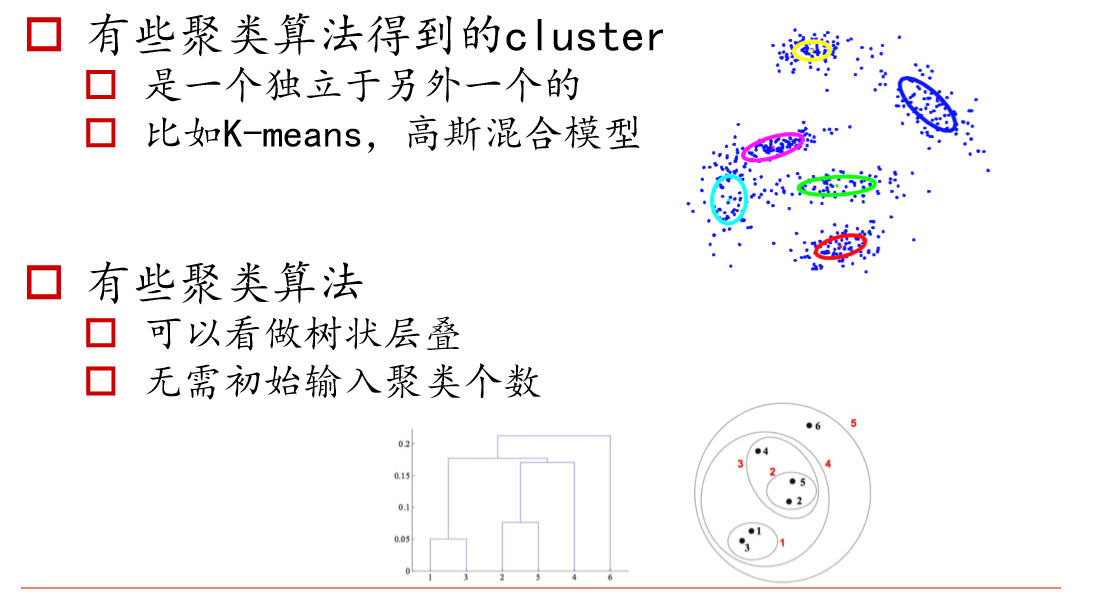 有些聚类算法得到的cluster
是一个独立于另外一个的
比如K-means，高斯混合模型
有些聚类算法
可以看做树状层叠
无需初始输入聚类个数
0.2
0.15
0.1
0.05
0
1 3 2 5 4 6
6 5
4
3 2 4
5
2
1 1
3